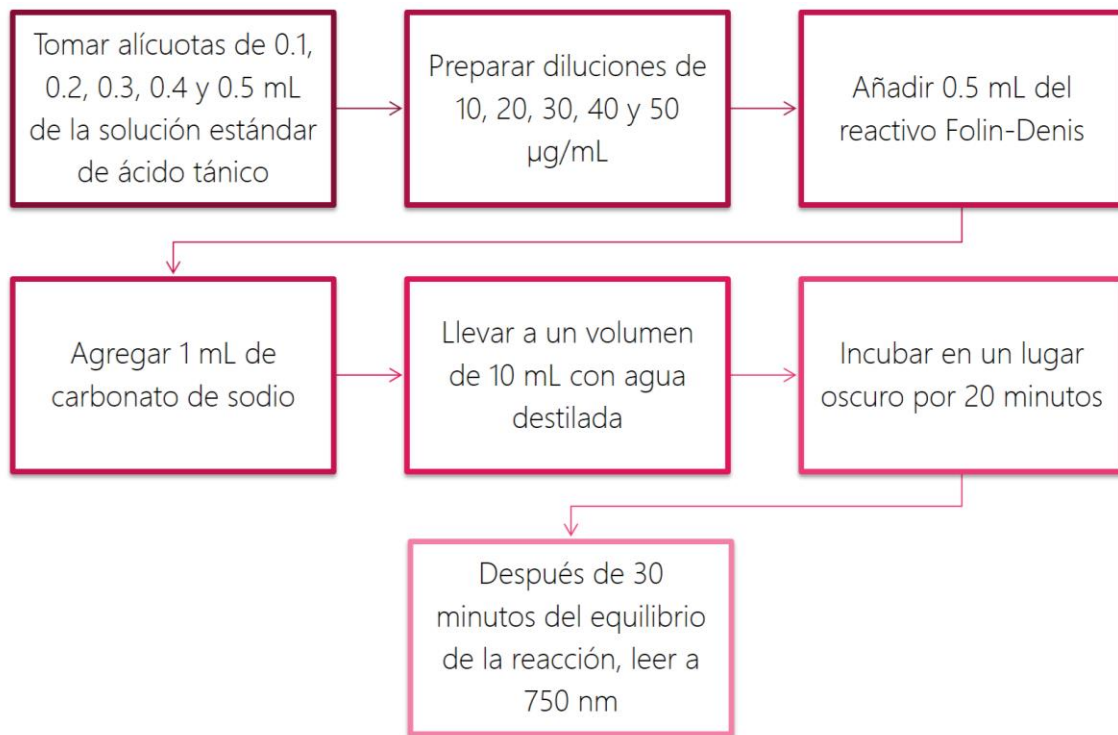 Tomar alícuotas de 0.1,
0.2, 0.3, 0.4 y 0.5 mL
de la solución estándar
de ácido tánico
Preparar diluciones de
10, 20, 30, 40 y 50
µg/mL
Añadir 0.5 mL del
reactivo Folin-Denis
Agregar 1 mL de
carbonato de sodio
Llevar a un volumen
de 10 mL con agua
destilada
Incubar en un lugar
oscuro por 20 minutos
Después de 30
minutos del equilibrio
de la reacción, leer a
750 nm